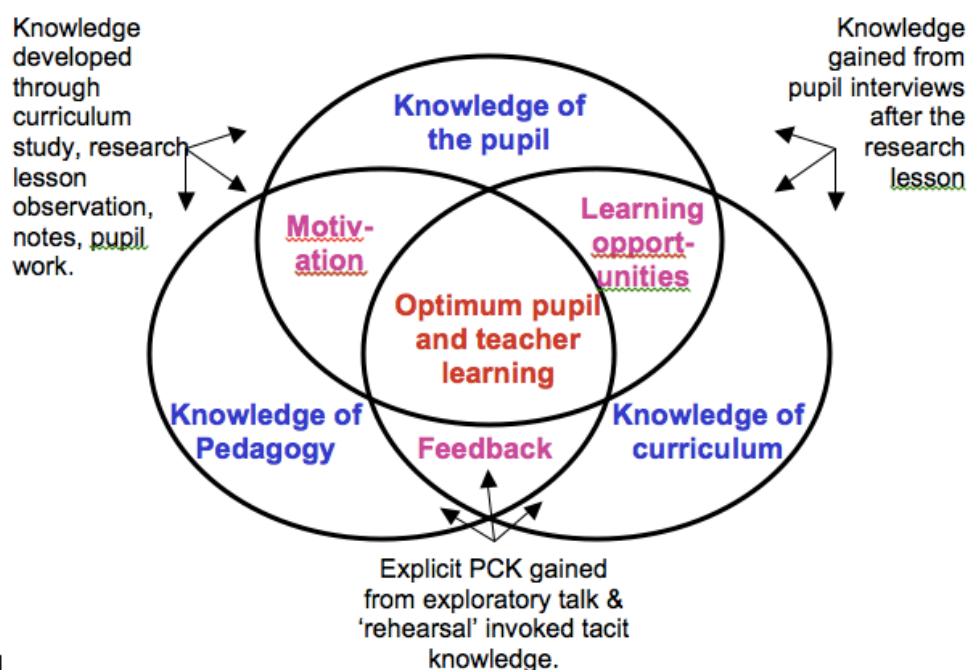 Knowledge
developed
through
curriculum
study, research
lesson
observation,
notes, pupil
work.
Knowledge
gained from
pupil interviews
after the
research
lesson
Knowledge of
the pupil
Motiv-
ation
Learning
opport-
unities
Optimum pupil
and teacher
learning
Knowledge of
Pedagogy
Feedback
Knowledge of
curriculum
Explicit PCK gained
from exploratory talk &
‘rehearsal’ invoked tacit
knowledge.